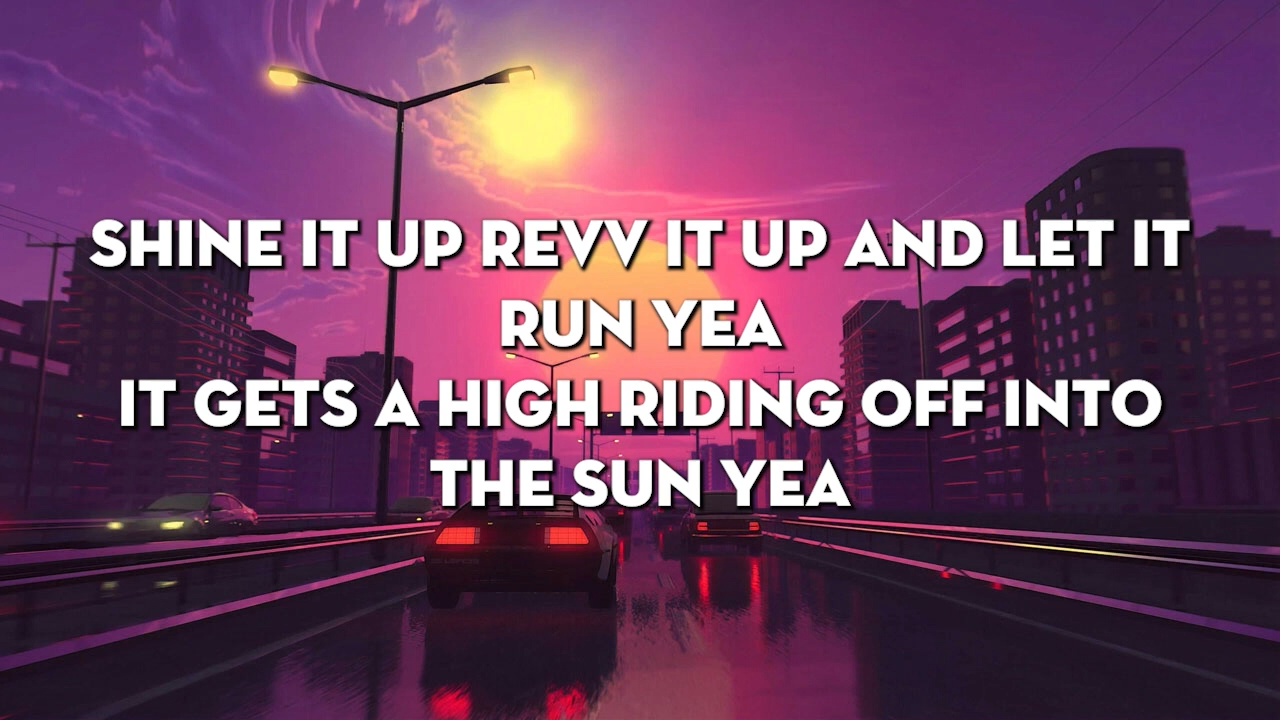 SHINE IT UP REVV IT UP AND LET IT
RUN YEA
IT GETS A HIGH RIDING OFF INTO
THE SUN YEA